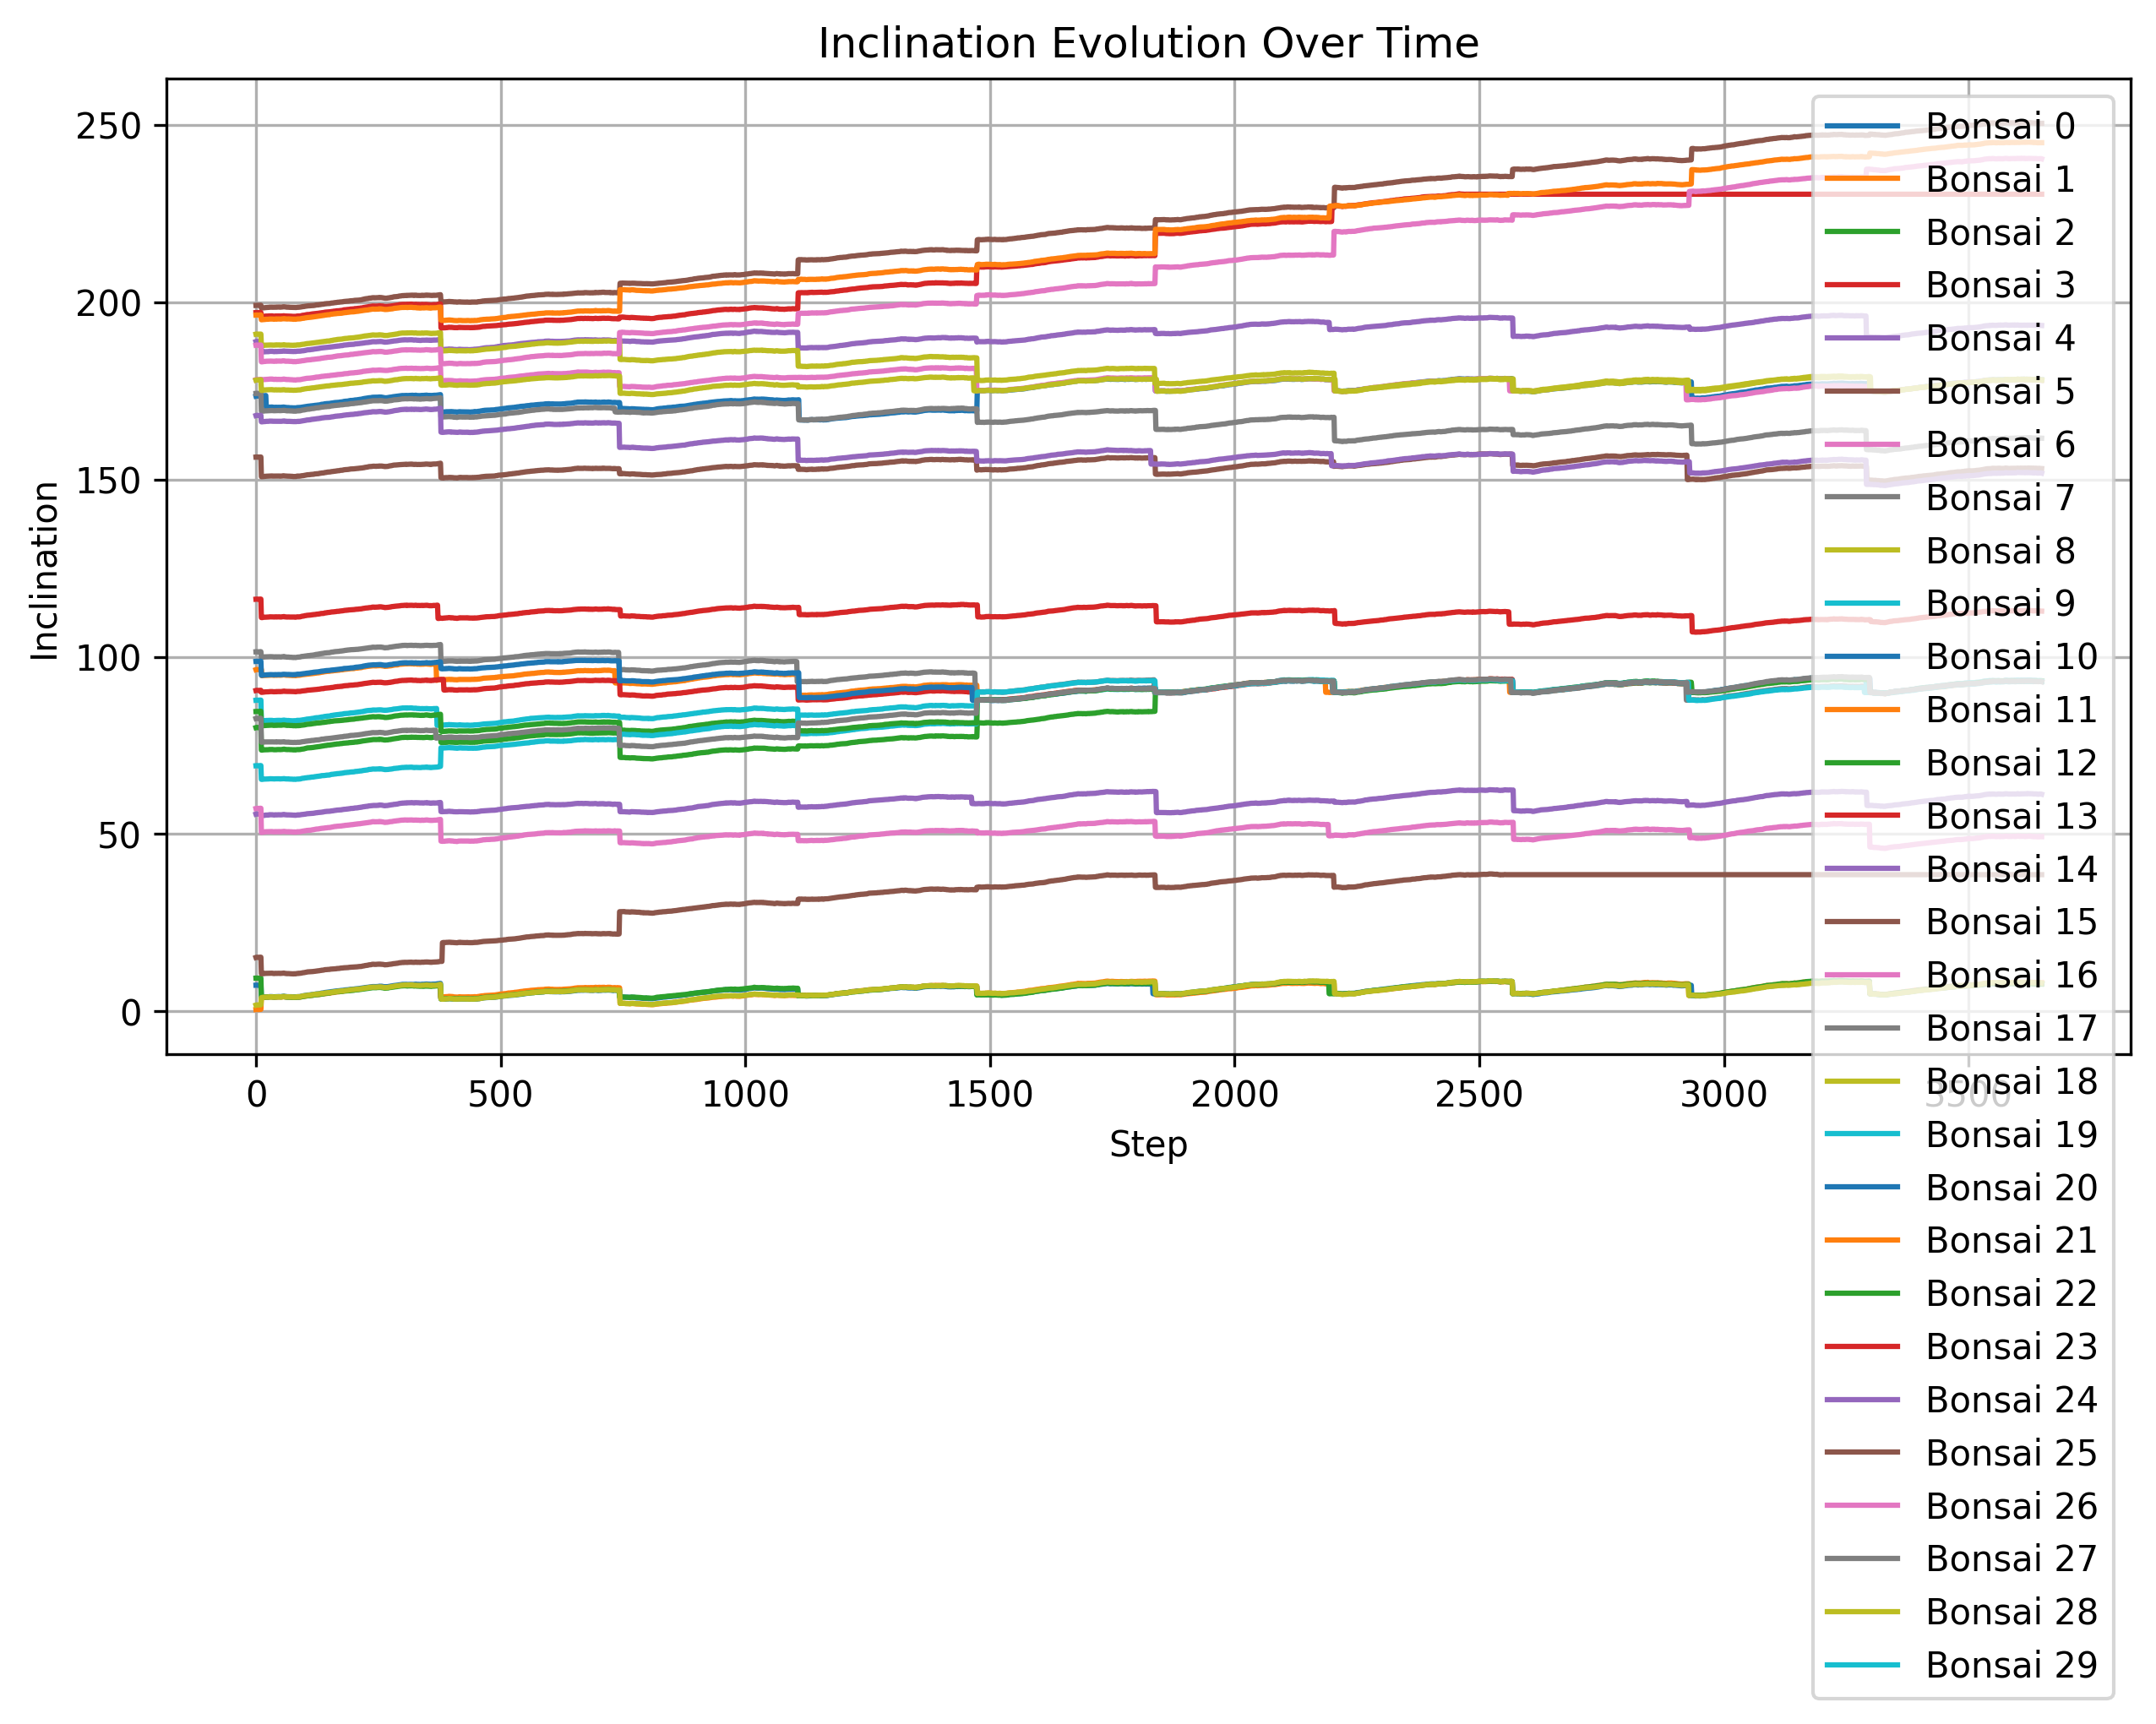 Inclination Evolution Over Time
Inclination
250
200
150
100
50
0
0 500 1000 1500 2000 2500 3000 3500
Step
Bonsai 0
Bonsai 1
Bonsai 2
Bonsai 3
Bonsai 4
Bonsai 5
Bonsai 6
Bonsai 7
Bonsai 8
Bonsai 9
Bonsai 10
Bonsai 11
Bonsai 12
Bonsai 13
Bonsai 14
Bonsai 15
Bonsai 16
Bonsai 17
Bonsai 18
Bonsai 19
Bonsai 20
Bonsai 21
Bonsai 22
Bonsai 23
Bonsai 24
Bonsai 25
Bonsai 26
Bonsai 27
Bonsai 28
Bonsai 29